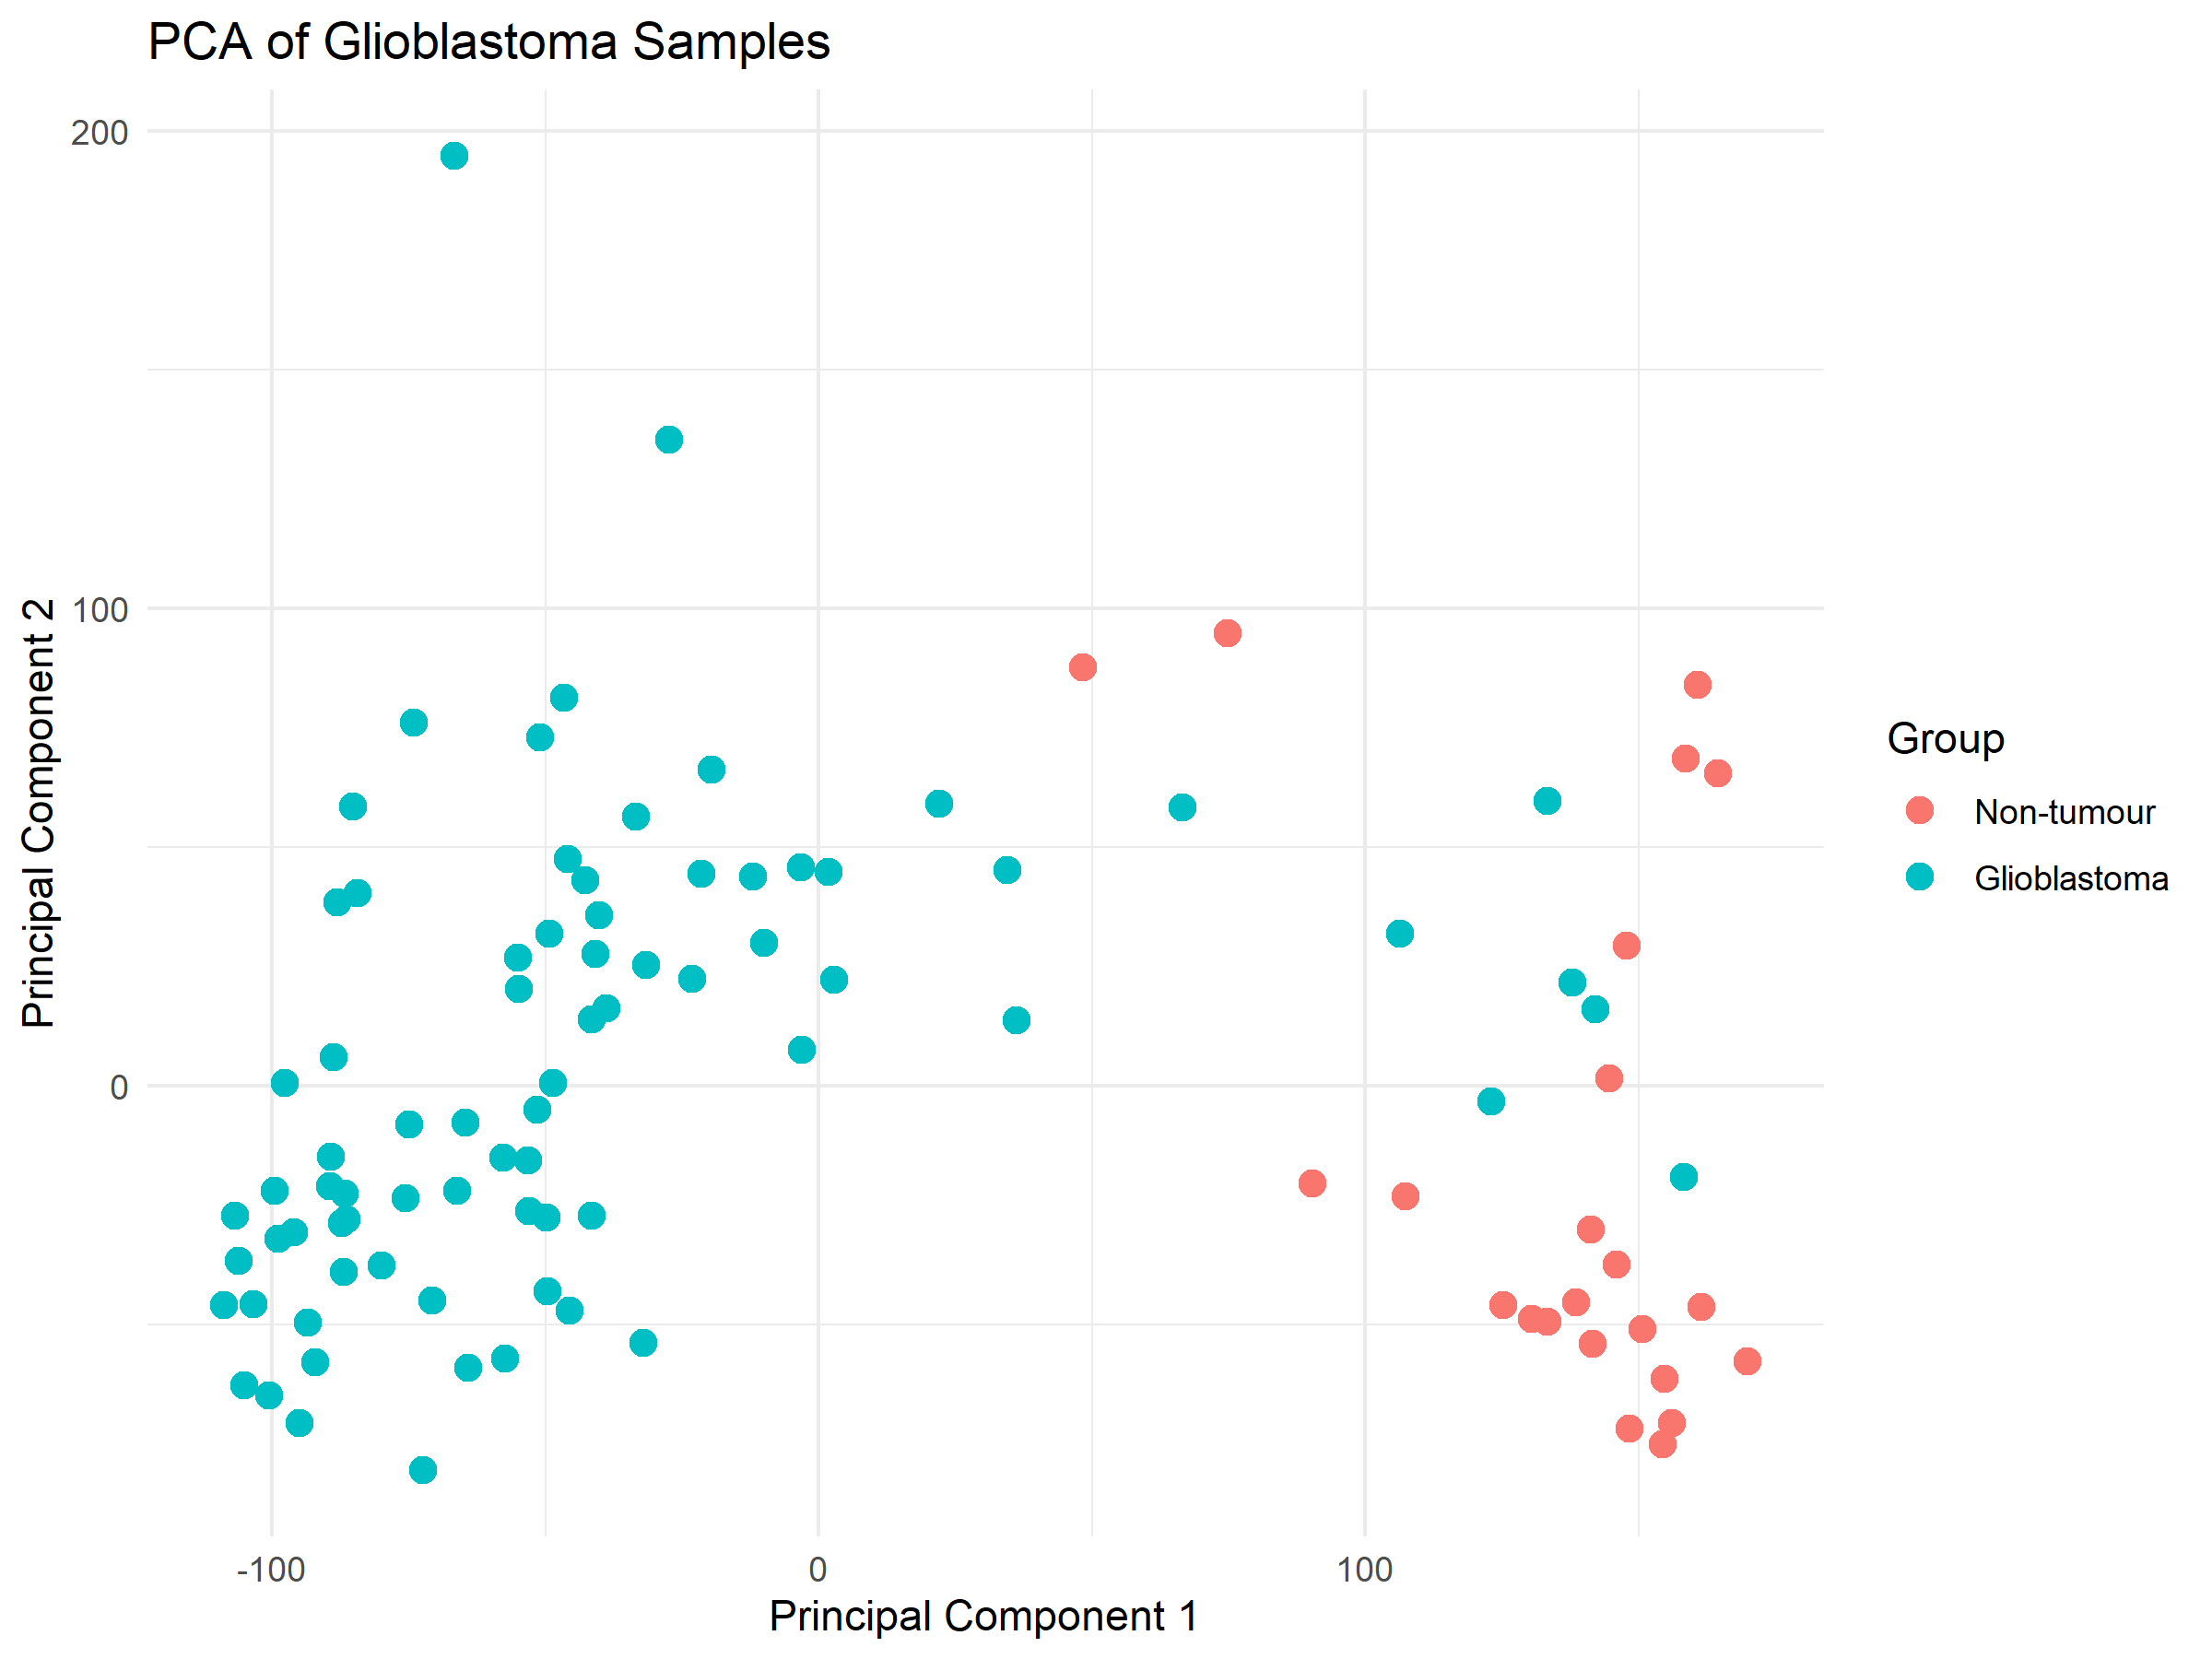 PCA of Glioblastoma Samples
200
100
0
Principal Component 2
-100
0
100
Principal Component 1
Group
Non-tumour
Glioblastoma